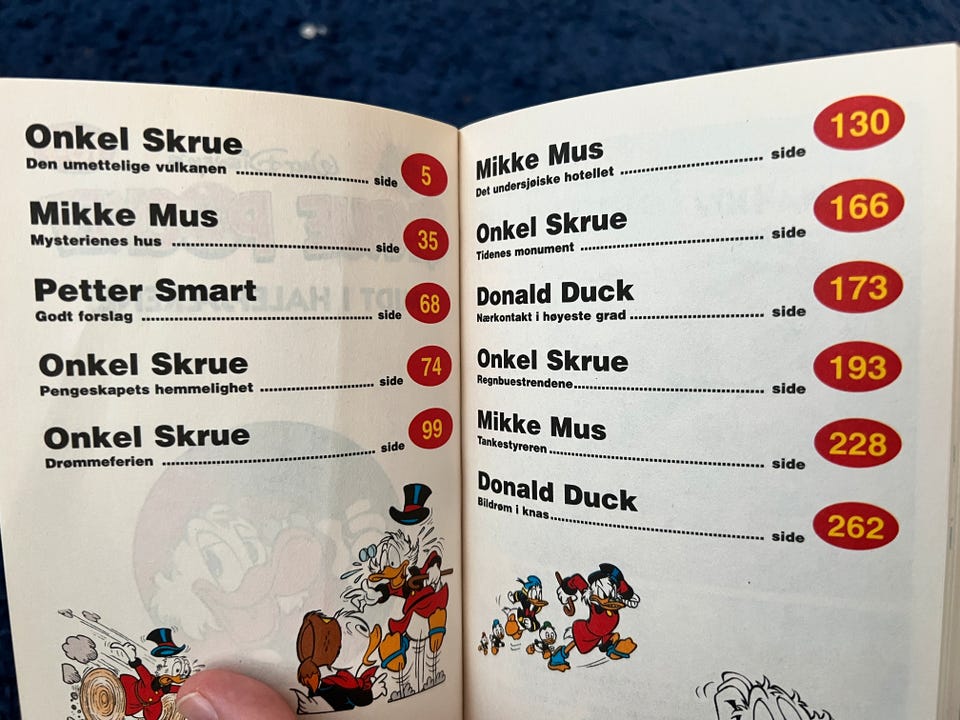 Onkel Skrue
Den umettelige vulkanen side 5
Mikke Mus
Mysterienes hus side 35
Petter Smart
Godt forslag side 68
Onkel Skrue
Pengeskapets hemmelighet side 74
Onkel Skrue
Drømmeferien side 99
Mikke Mus
Det undersjøiske hotellet side 130
Onkel Skrue
Tidenes monument side 166
Donald Duck
Nærkontakt i høyeste grad side 173
Onkel Skrue
Regnbuestrendene side 193
Mikke Mus
Tankestyreren side 228
Donald Duck
Bildrøm i knas side 262